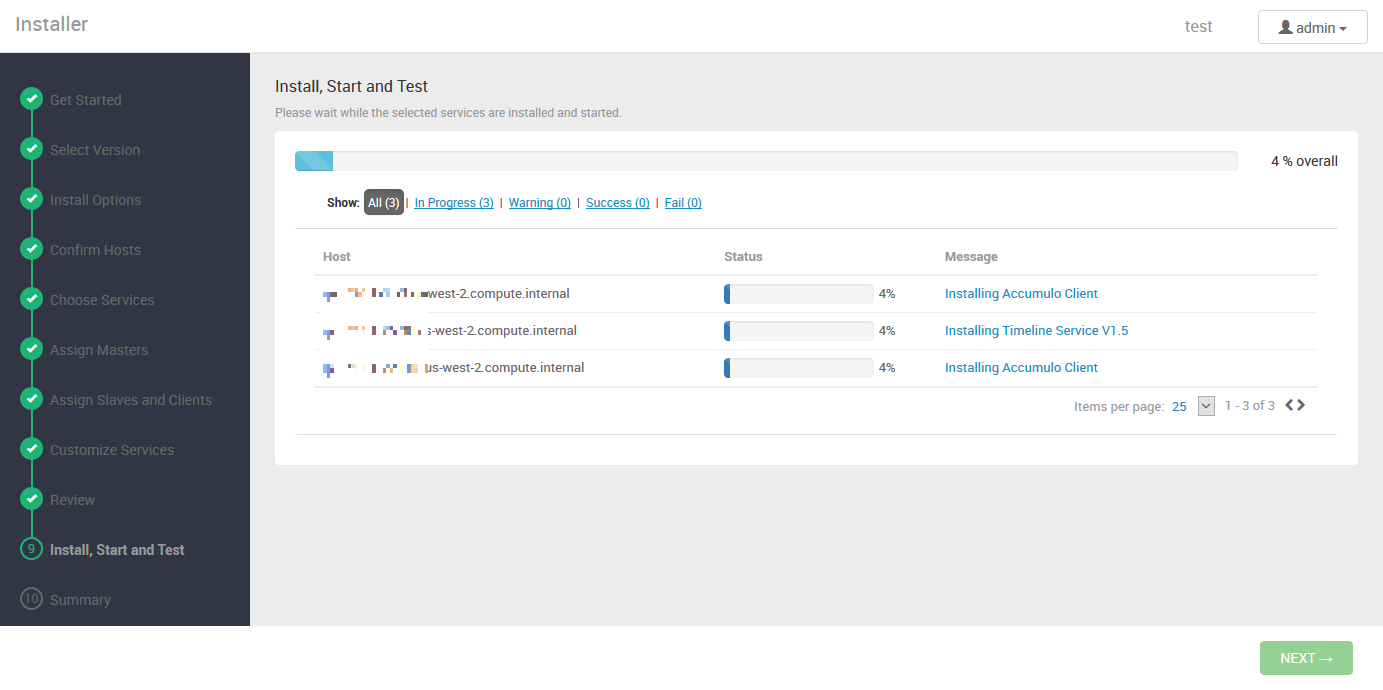 Installer
test
admin
Get Started
Select Version
Install Options
Confirm Hosts
Choose Services
Assign Masters
Assign Slaves and Clients
Customize Services
Review
9 Install, Start and Test
10 Summary
Install, Start and Test
Please wait while the selected services are installed and started.
4 % overall
Show: All (3) | In Progress (3) | Warning (0) | Success (0) | Fail (0)
Host Status Message
west-2.compute.internal 4% Installing Accumulo Client
s-west-2.compute.internal 4% Installing Timeline Service V1.5
us-west-2.compute.internal 4% Installing Accumulo Client
Items per page: 25 1 - 3 of 3
NEXT →